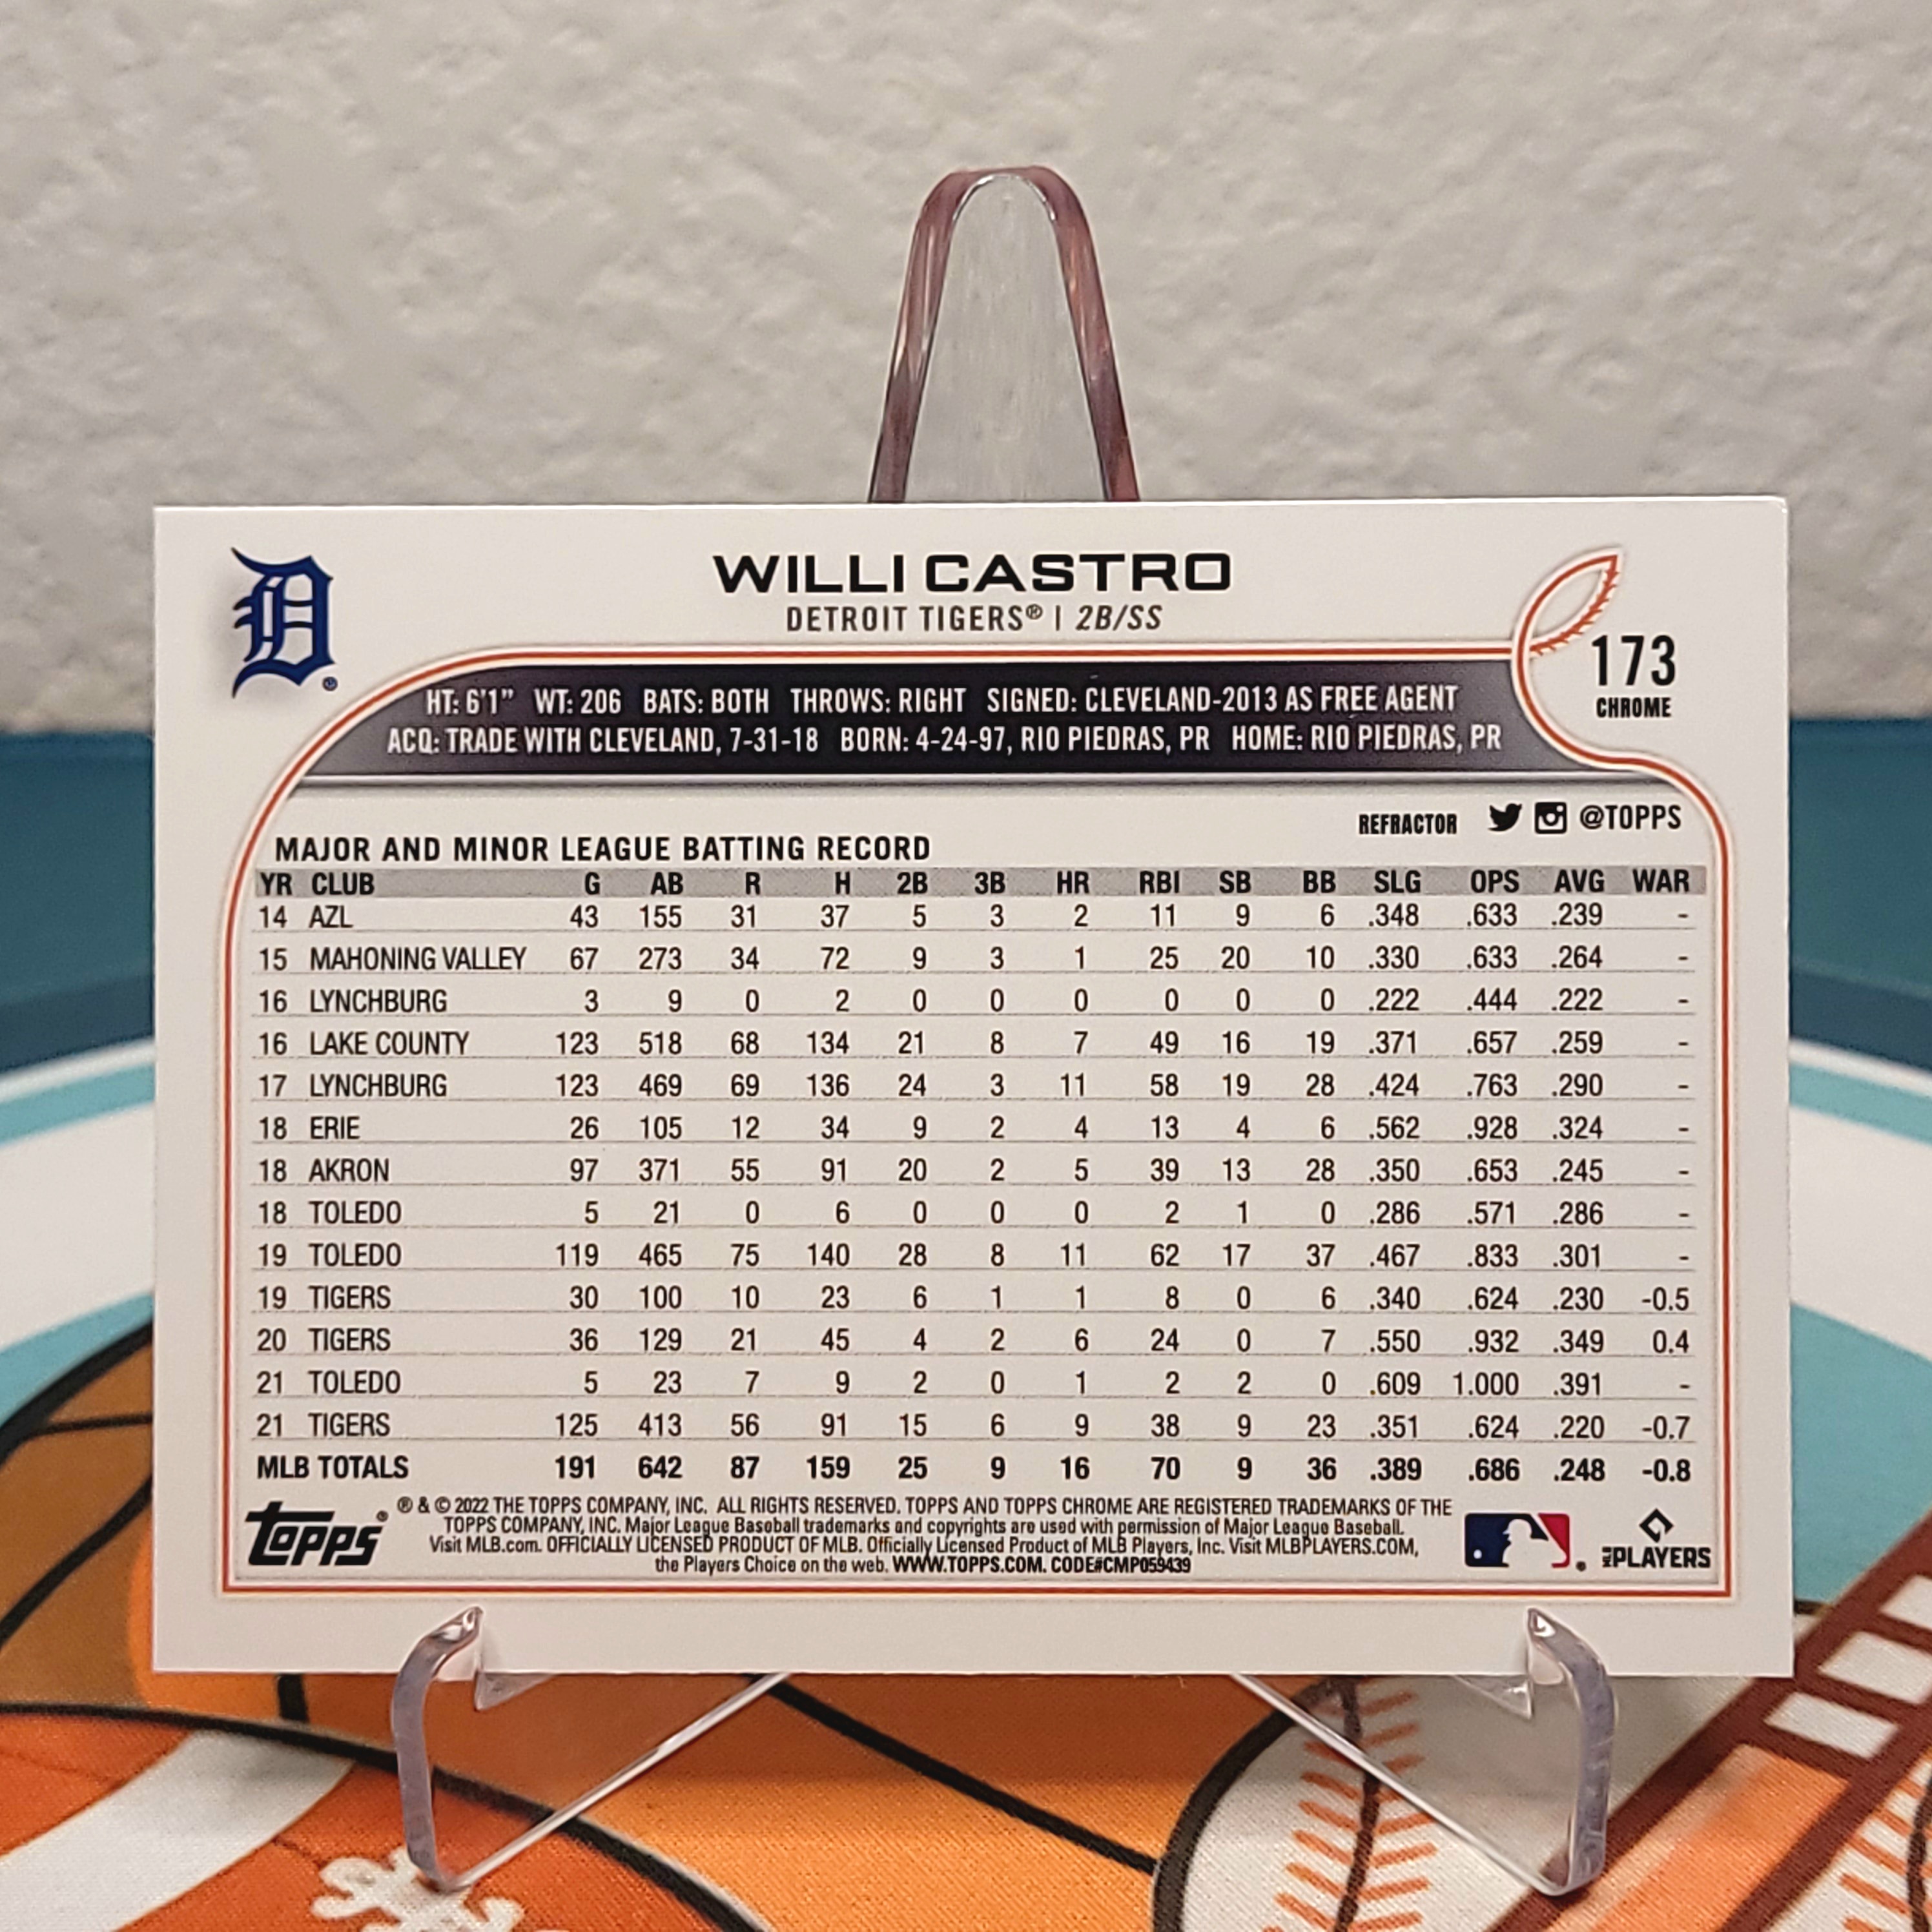 WILLI CASTRO
DETROIT TIGERS® | 2B/SS
173
CHROME
HT: 6'1" WT: 206 BATS: BOTH THROWS: RIGHT SIGNED: CLEVELAND-2013 AS FREE AGENT
ACQ: TRADE WITH CLEVELAND, 7-31-18 BORN: 4-24-97, RIO PIEDRAS, PR HOME: RIO PIEDRAS, PR
REFRACTOR @TOPPS
MAJOR AND MINOR LEAGUE BATTING RECORD
YR CLUB G AB R H 2B 3B HR RBI SB BB SLG OPS AVG WAR
14 AZL 43 155 31 37 5 3 2 11 9 6 .348 .633 .239 -
15 MAHONING VALLEY 67 273 34 72 9 3 1 25 20 10 .330 .633 .264 -
16 LYNCHBURG 3 9 0 2 0 0 0 0 0 0 .222 .444 .222 -
16 LAKE COUNTY 123 518 68 134 21 8 7 49 16 19 .371 .657 .259 -
17 LYNCHBURG 123 469 69 136 24 3 11 58 19 28 .424 .763 .290 -
18 ERIE 26 105 12 34 9 2 4 13 4 6 .562 .928 .324 -
18 AKRON 97 371 55 91 20 2 5 39 13 28 .350 .653 .245 -
18 TOLEDO 5 21 0 6 0 0 0 2 1 0 .286 .571 .286 -
19 TOLEDO 119 465 75 140 28 8 11 62 17 37 .467 .833 .301 -
19 TIGERS 30 100 10 23 6 1 1 8 0 6 .340 .624 .230 -0.5
20 TIGERS 36 129 21 45 4 2 6 24 0 7 .550 .932 .349 0.4
21 TOLEDO 5 23 7 9 2 0 1 2 2 0 .609 1.000 .391 -
21 TIGERS 125 413 56 91 15 6 9 38 9 23 .351 .624 .220 -0.7
MLB TOTALS 191 642 87 159 25 9 16 70 9 36 .389 .686 .248 -0.8
® & © 2022 THE TOPPS COMPANY, INC. ALL RIGHTS RESERVED. TOPPS AND TOPPS CHROME ARE REGISTERED TRADEMARKS OF THE
TOPPS COMPANY, INC. Major League Baseball trademarks and copyrights are used with permission of Major League Baseball.
Visit MLB.com. OFFICIALLY LICENSED PRODUCT OF MLB. Officially Licensed Product of MLB Players, Inc. Visit MLBPLAYERS.COM,
the Players Choice on the web. WWW.TOPPS.COM. CODE#CMP059439
topps®
MLB PLAYERS